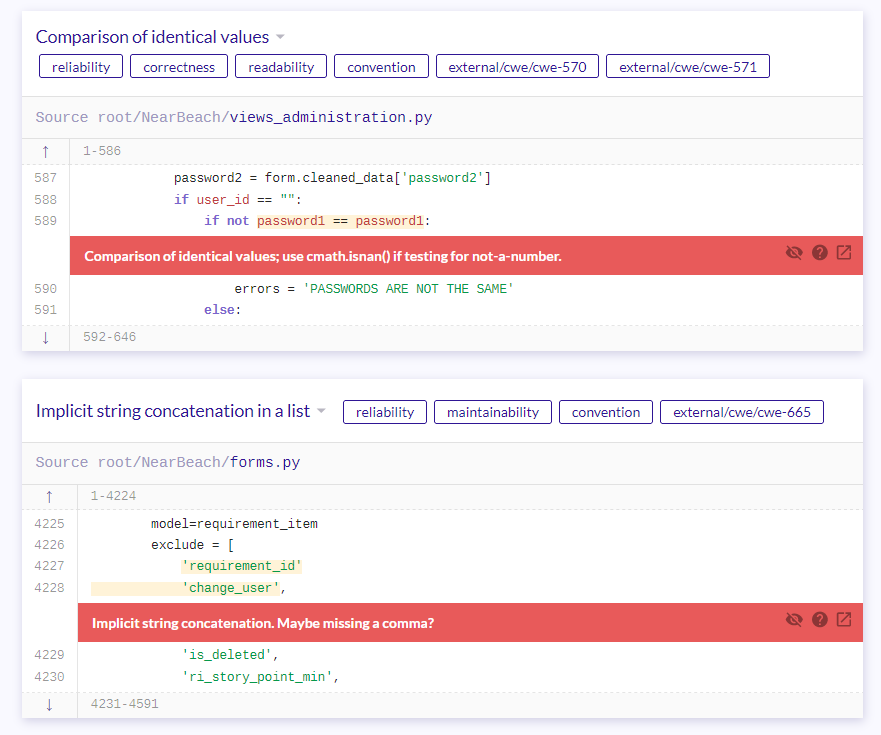 Comparison of identical values
reliability correctness readability convention external/cwe/cwe-570 external/cwe/cwe-571
Source root/NearBeach/views_administration.py
↑ 1-586
587 password2 = form.cleaned_data['password2']
588 if user_id == "":
589 if not password1 == password1:
Comparison of identical values; use cmath.isnan() if testing for not-a-number.
590 errors = 'PASSWORDS ARE NOT THE SAME'
591 else:
↓ 592-646
Implicit string concatenation in a list reliability maintainability convention external/cwe/cwe-665
Source root/NearBeach/forms.py
↑ 1-4224
4225 model=requirement_item
4226 exclude = [
4227 'requirement_id'
4228 'change_user',
Implicit string concatenation. Maybe missing a comma?
4229 'is_deleted',
4230 'ri_story_point_min',
↓ 4231-4591